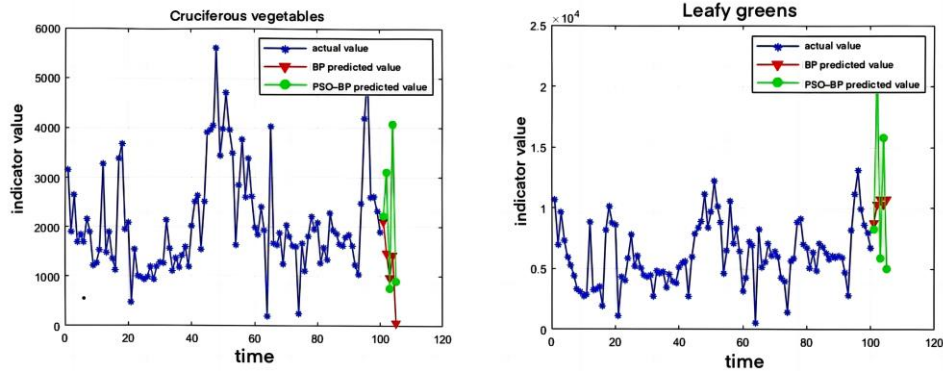 Cruciferous vegetables
6000
5000
4000
3000
2000
1000
0
indicator value
actual value
BP predicted value
PSO-BP predicted value
0 20 40 60 80 100 120
time
Leafy greens
× 10⁴
2.5
2
1.5
1
0.5
0
indicator value
actual value
BP predicted value
PSO-BP predicted value
0 20 40 60 80 100 120
time